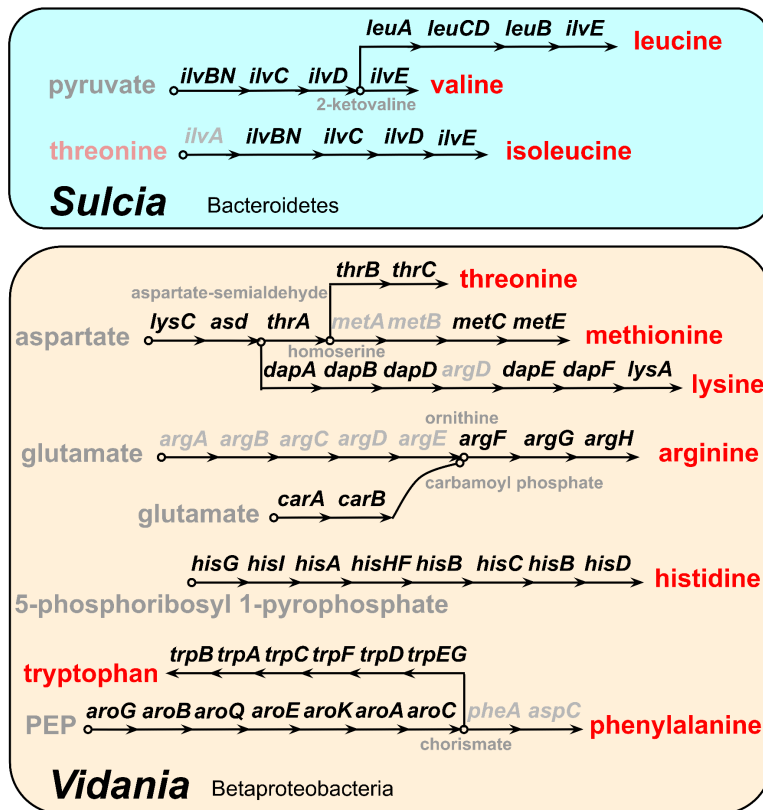 leuA leuCD leuB ilvE leucine
pyruvate ilvBN ilvC ilvD ilvE valine
2-ketovaline
threonine ilvA ilvBN ilvC ilvD ilvE isoleucine
Sulcia Bacteroidetes
thrB thrC threonine
aspartate-semialdehyde
aspartate lysC asd thrA metA metB metC metE methionine
homoserine
dapA dapB dapD argD dapE dapF lysA lysine
ornithine
glutamate argA argB argC argD argE argF argG argH arginine
carbamoyl phosphate
glutamate carA carB
hisG hisI hisA hisHF hisB hisC hisB hisD histidine
5-phosphoribosyl 1-pyrophosphate
tryptophan trpB trpA trpC trpF trpD trpEG
PEP aroG aroB aroQ aroE aroK aroA aroC pheA aspC phenylalanine
chorismate
Vidania Betaproteobacteria